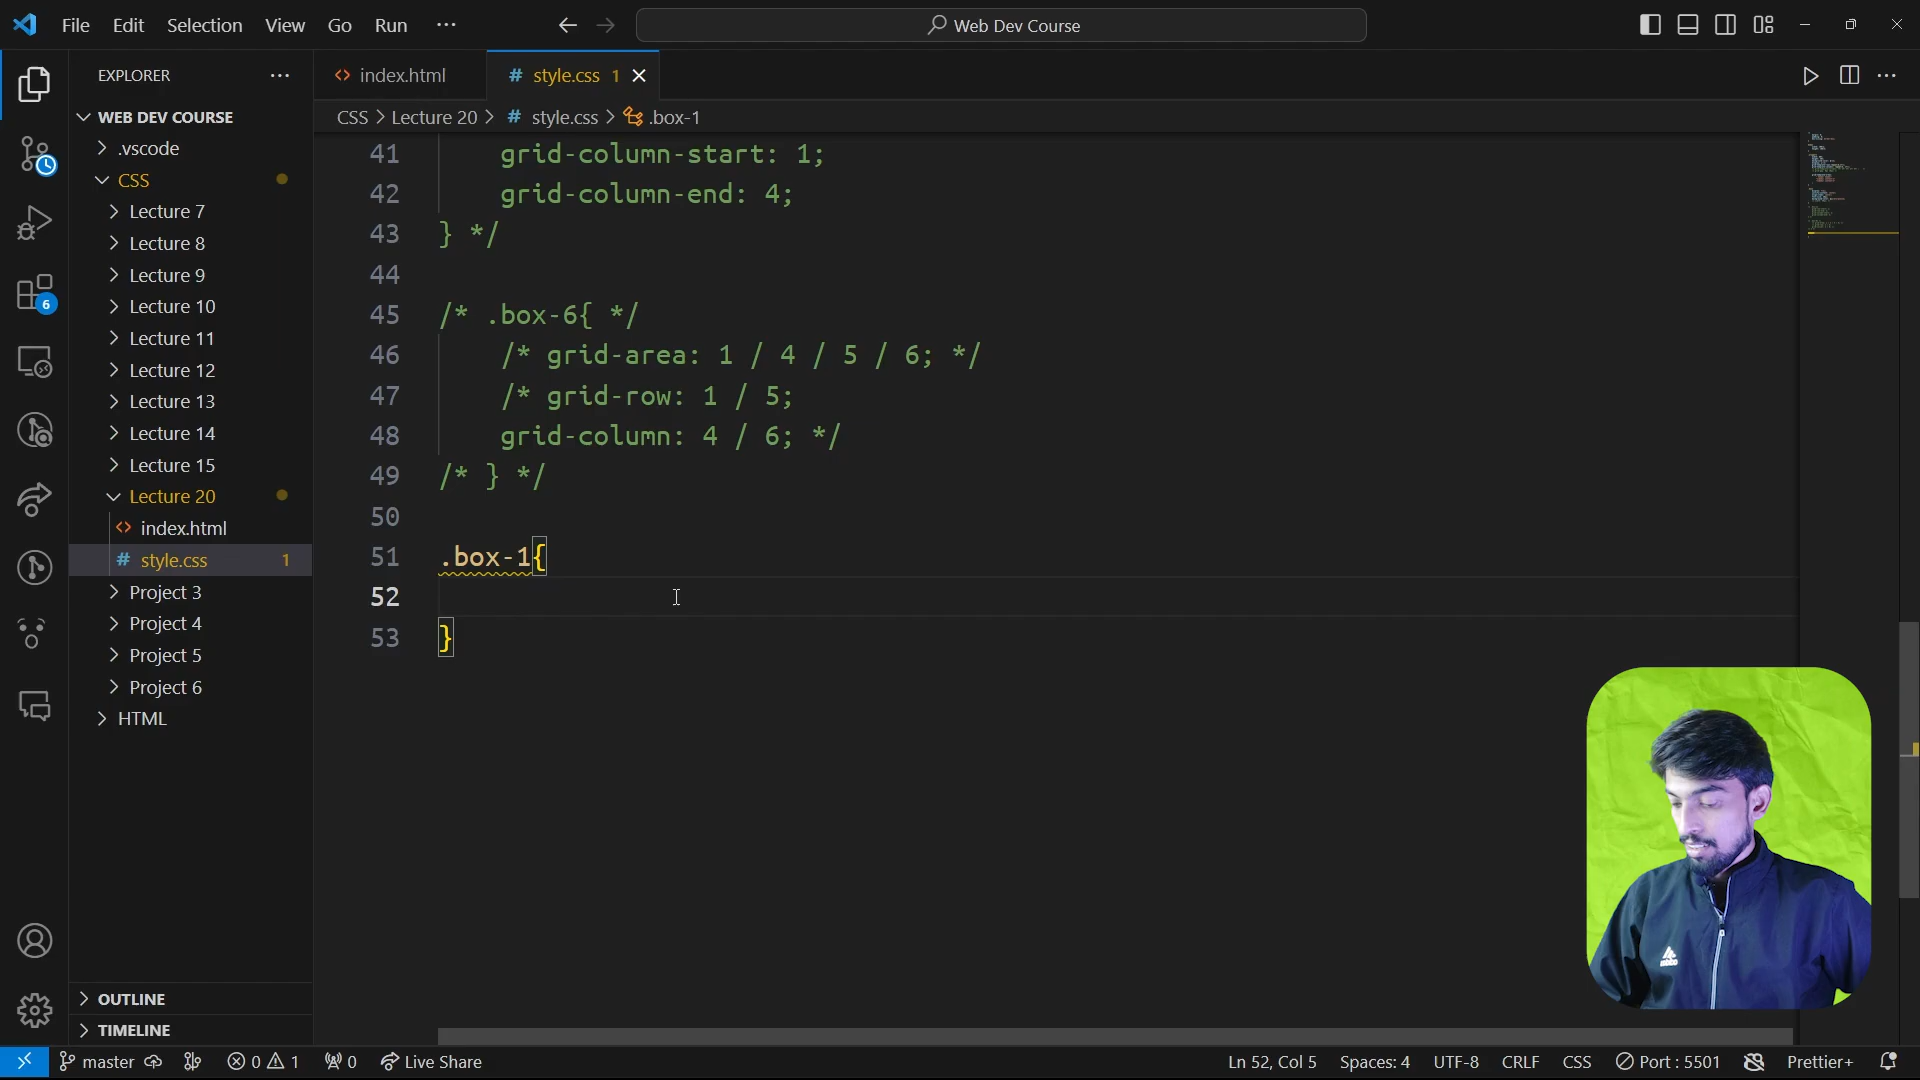 File Edit Selection View Go Run ···
Web Dev Course
EXPLORER ···
index.html
# style.css 1
WEB DEV COURSE
CSS > Lecture 20 > # style.css > .box-1
.vscode
CSS
Lecture 7
Lecture 8
Lecture 9
Lecture 10
Lecture 11
Lecture 12
Lecture 13
Lecture 14
Lecture 15
Lecture 20
index.html
# style.css 1
Project 3
Project 4
Project 5
Project 6
HTML
6
OUTLINE
TIMELINE
41 grid-column-start: 1;
42 grid-column-end: 4;
43 } */
44
45 /* .box-6{ */
46 /* grid-area: 1 / 4 / 5 / 6; */
47 /* grid-row: 1 / 5;
48 grid-column: 4 / 6; */
49 /* } */
50
51 .box-1{
52
53 }
master 0 1 0 Live Share Ln 52, Col 5 Spaces: 4 UTF-8 CRLF CSS Port : 5501 Prettier+